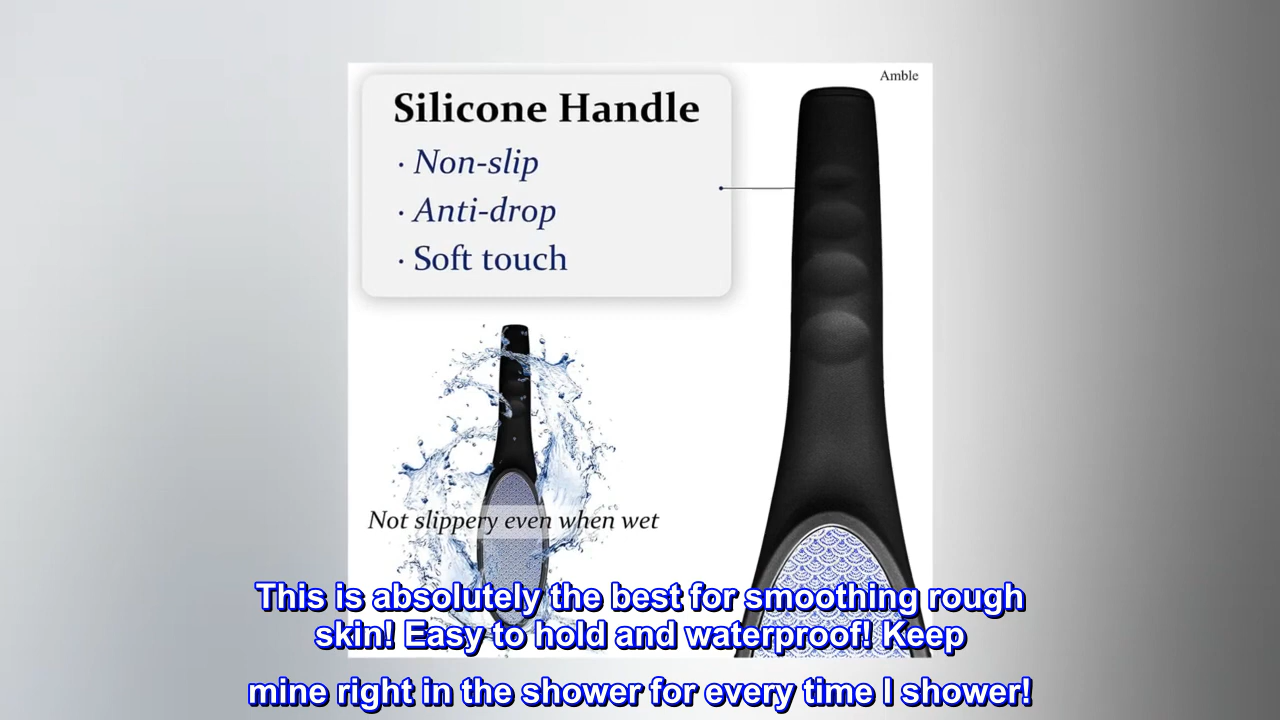 Amble
Silicone Handle
· Non-slip
· Anti-drop
· Soft touch
Not slippery even when wet
This is absolutely the best for smoothing rough
skin! Easy to hold and waterproof! Keep
mine right in the shower for every time I shower!